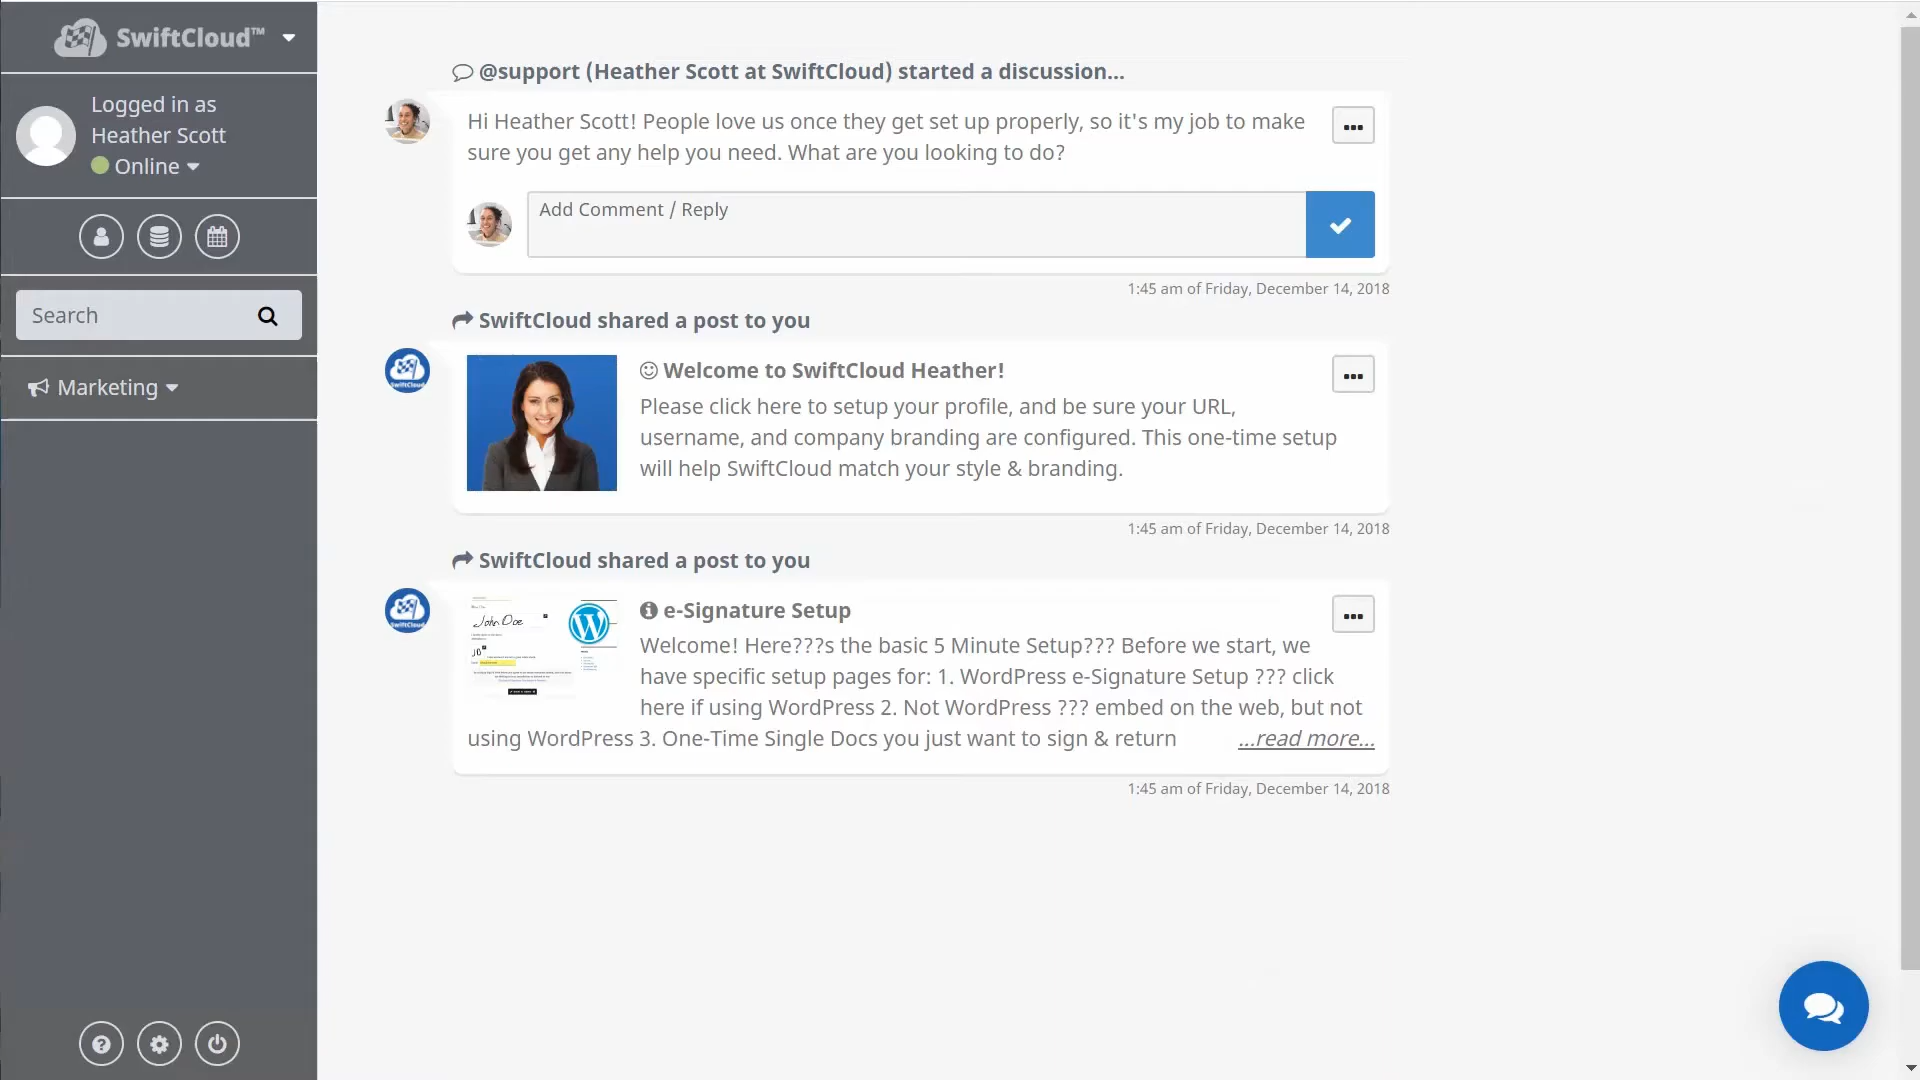 SwiftCloud™
Logged in as
Heather Scott
Online
Search
Marketing
@support (Heather Scott at SwiftCloud) started a discussion...
Hi Heather Scott! People love us once they get set up properly, so it's my job to make
sure you get any help you need. What are you looking to do?
Add Comment / Reply
1:45 am of Friday, December 14, 2018
SwiftCloud shared a post to you
SwiftCloud
Welcome to SwiftCloud Heather!
Please click here to setup your profile, and be sure your URL,
username, and company branding are configured. This one-time setup
will help SwiftCloud match your style & branding.
1:45 am of Friday, December 14, 2018
SwiftCloud shared a post to you
SwiftCloud
John Doe
e-Signature Setup
Welcome! Here???s the basic 5 Minute Setup??? Before we start, we
have specific setup pages for: 1. WordPress e-Signature Setup ??? click
here if using WordPress 2. Not WordPress ??? embed on the web, but not
using WordPress 3. One-Time Single Docs you just want to sign & return
...read more...
1:45 am of Friday, December 14, 2018